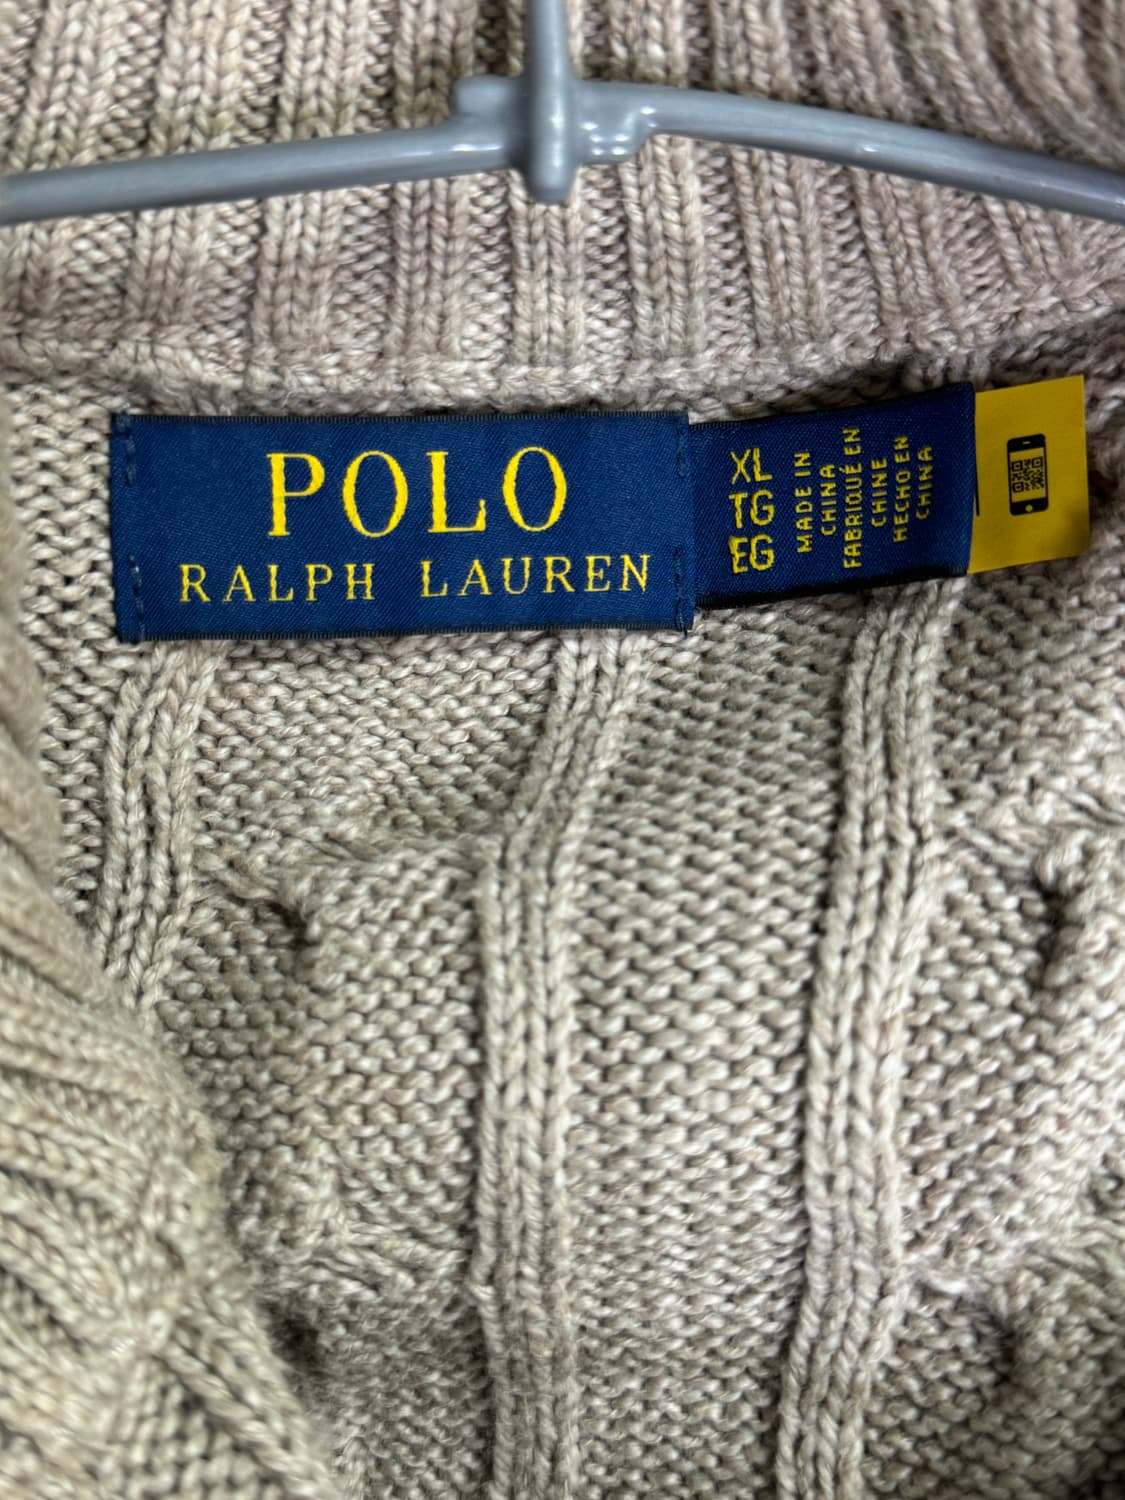 POLO
RALPH LAUREN
XL
TG
EG
MADE IN
CHINA
FABRIQUÉ EN
CHINE
HECHO EN
CHINA